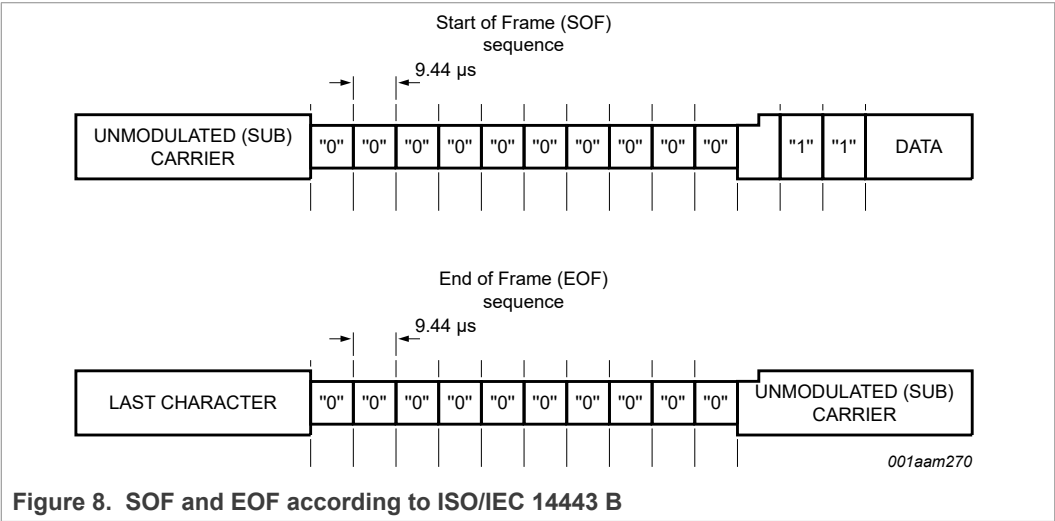 Start of Frame (SOF)
sequence
9.44 µs
UNMODULATED (SUB)
CARRIER
"0" "0" "0" "0" "0" "0" "0" "0" "0" "0" "1" "1" DATA
End of Frame (EOF)
sequence
9.44 µs
LAST CHARACTER "0" "0" "0" "0" "0" "0" "0" "0" "0" "0" UNMODULATED (SUB)
CARRIER
001aam270
Figure 8. SOF and EOF according to ISO/IEC 14443 B